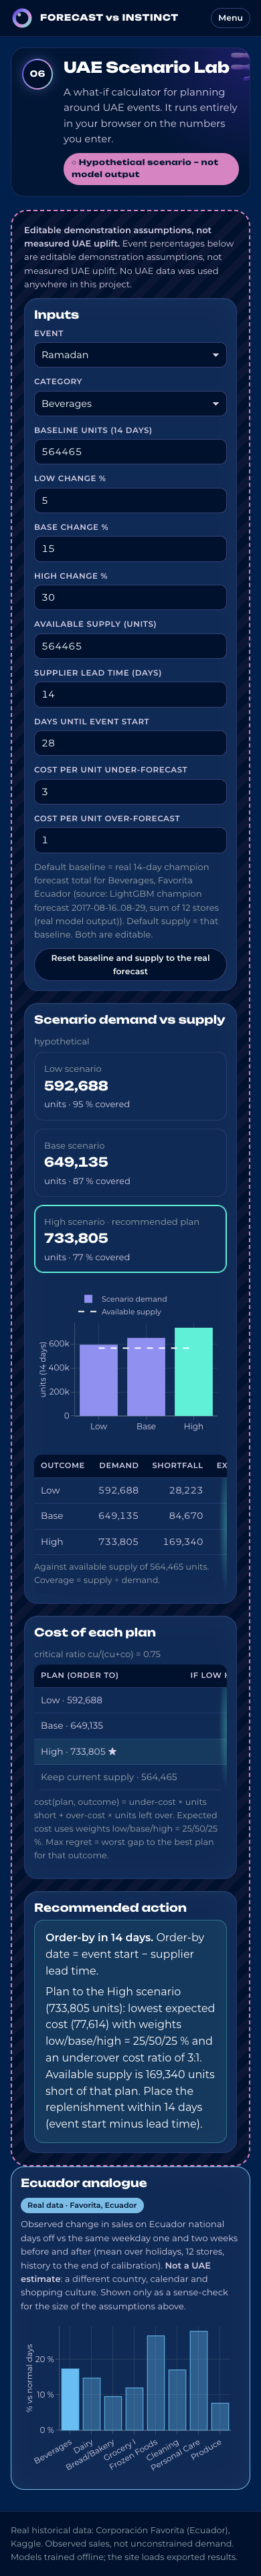 FORECAST vs INSTINCT
Menu
06
UAE Scenario Lab
A what-if calculator for planning
around UAE events. It runs entirely
in your browser on the numbers
you enter.
○ Hypothetical scenario – not
model output
Editable demonstration assumptions, not
measured UAE uplift. Event percentages below
are editable demonstration assumptions, not
measured UAE uplift. No UAE data was used
anywhere in this project.
Inputs
EVENT
Ramadan
CATEGORY
Beverages
BASELINE UNITS (14 DAYS)
564465
LOW CHANGE %
5
BASE CHANGE %
15
HIGH CHANGE %
30
AVAILABLE SUPPLY (UNITS)
564465
SUPPLIER LEAD TIME (DAYS)
14
DAYS UNTIL EVENT START
28
COST PER UNIT UNDER-FORECAST
3
COST PER UNIT OVER-FORECAST
1
Default baseline = real 14-day champion
forecast total for Beverages, Favorita
Ecuador (source: LightGBM champion
forecast 2017-08-16..08-29, sum of 12 stores
(real model output)). Default supply = that
baseline. Both are editable.
Reset baseline and supply to the real
forecast
Scenario demand vs supply
hypothetical
Low scenario
592,688
units · 95 % covered
Base scenario
649,135
units · 87 % covered
High scenario · recommended plan
733,805
units · 77 % covered
Scenario demand
Available supply
units (14 days)
600k
400k
200k
0
Low Base High
OUTCOME DEMAND SHORTFALL EX
Low 592,688 28,223
Base 649,135 84,670
High 733,805 169,340
Against available supply of 564,465 units.
Coverage = supply ÷ demand.
Cost of each plan
critical ratio cu/(cu+co) = 0.75
PLAN (ORDER TO) IF LOW H
Low · 592,688
Base · 649,135
High · 733,805 ★
Keep current supply · 564,465
cost(plan, outcome) = under-cost × units
short + over-cost × units left over. Expected
cost uses weights low/base/high = 25/50/25
%. Max regret = worst gap to the best plan
for that outcome.
Recommended action
Order-by in 14 days. Order-by
date = event start − supplier
lead time.
Plan to the High scenario
(733,805 units): lowest expected
cost (77,614) with weights
low/base/high = 25/50/25 % and
an under:over cost ratio of 3:1.
Available supply is 169,340 units
short of that plan. Place the
replenishment within 14 days
(event start minus lead time).
Ecuador analogue
Real data · Favorita, Ecuador
Observed change in sales on Ecuador national
days off vs the same weekday one and two weeks
before and after (mean over holidays, 12 stores,
history to the end of calibration). Not a UAE
estimate: a different country, calendar and
shopping culture. Shown only as a sense-check
for the size of the assumptions above.
% vs normal days
20 %
10 %
0 %
Beverages
Dairy
Bread/Bakery
Grocery I
Frozen Foods
Cleaning
Personal Care
Produce
Real historical data: Corporación Favorita (Ecuador),
Kaggle. Observed sales, not unconstrained demand.
Models trained offline; the site loads exported results.